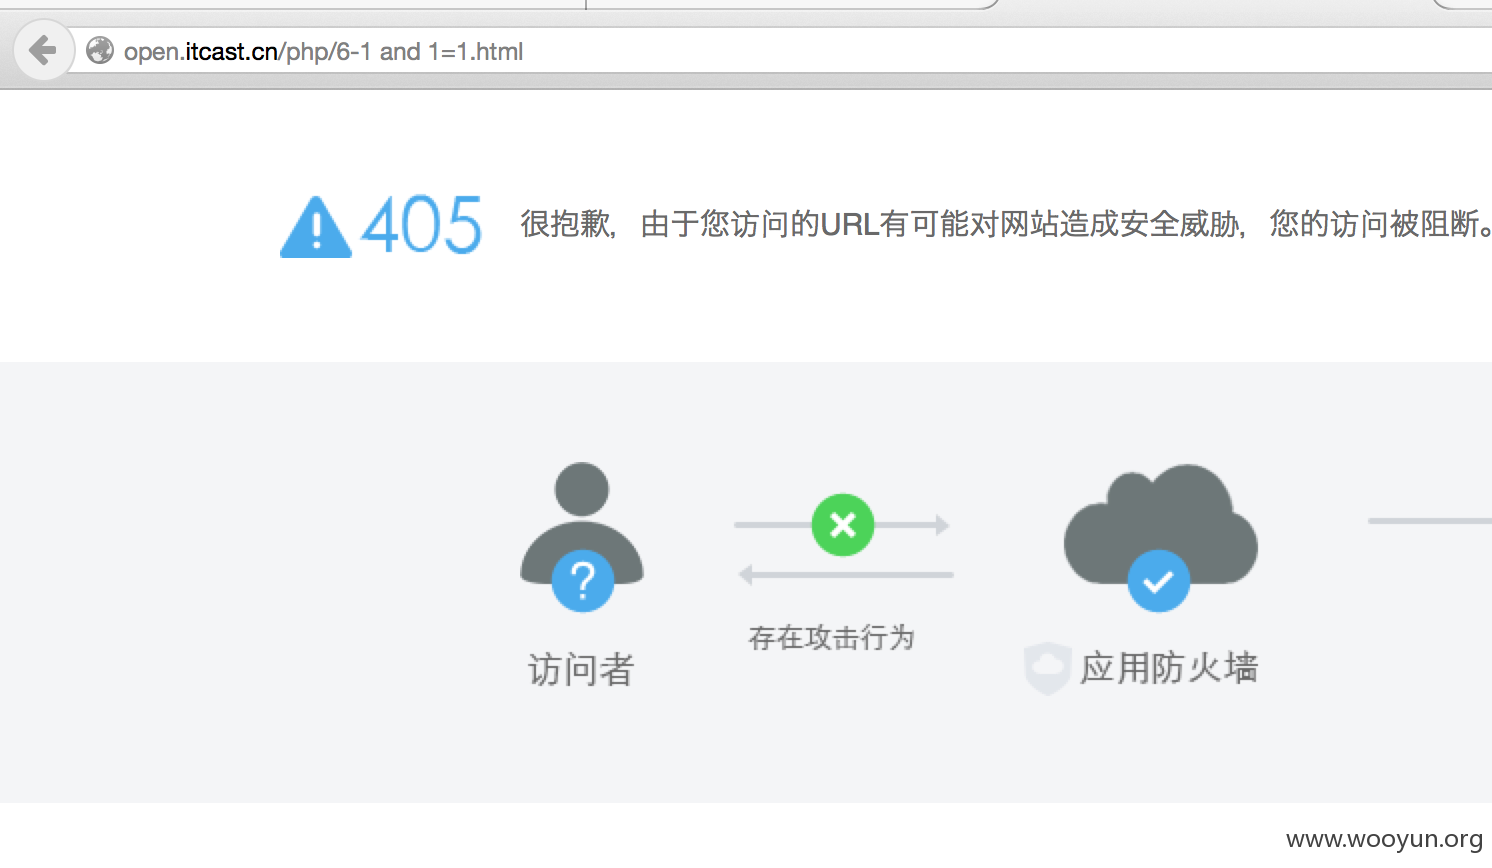 open.itcast.cn/php/6-1 and 1=1.html
405 很抱歉，由于您访问的URL有可能对网站造成安全威胁，您的访问被阻断。
?
存在攻击行为
访问者
应用防火墙
www.wooyun.org